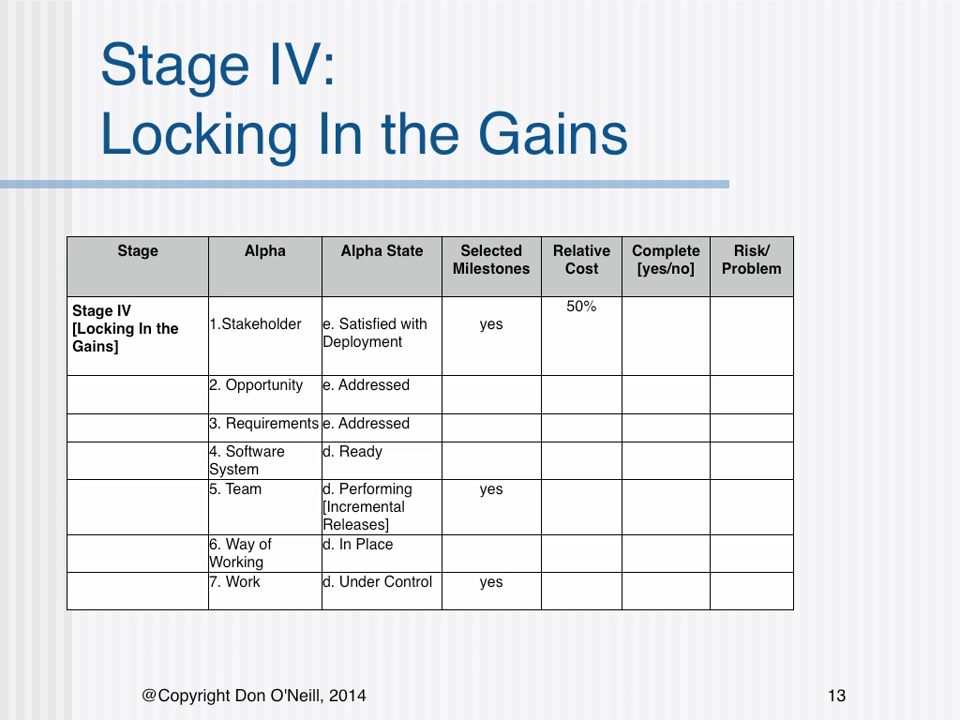 Stage IV:
Locking In the Gains
Stage Alpha Alpha State Selected Relative Complete Risk/
Milestones Cost [yes/no] Problem
Stage IV 50%
[Locking In the 1.Stakeholder e. Satisfied with yes
Gains] Deployment
2. Opportunity e. Addressed
3. Requirements e. Addressed
4. Software d. Ready
System
5. Team d. Performing yes
[Incremental
Releases]
6. Way of d. In Place
Working
7. Work d. Under Control yes
@Copyright Don O'Neill, 2014 13